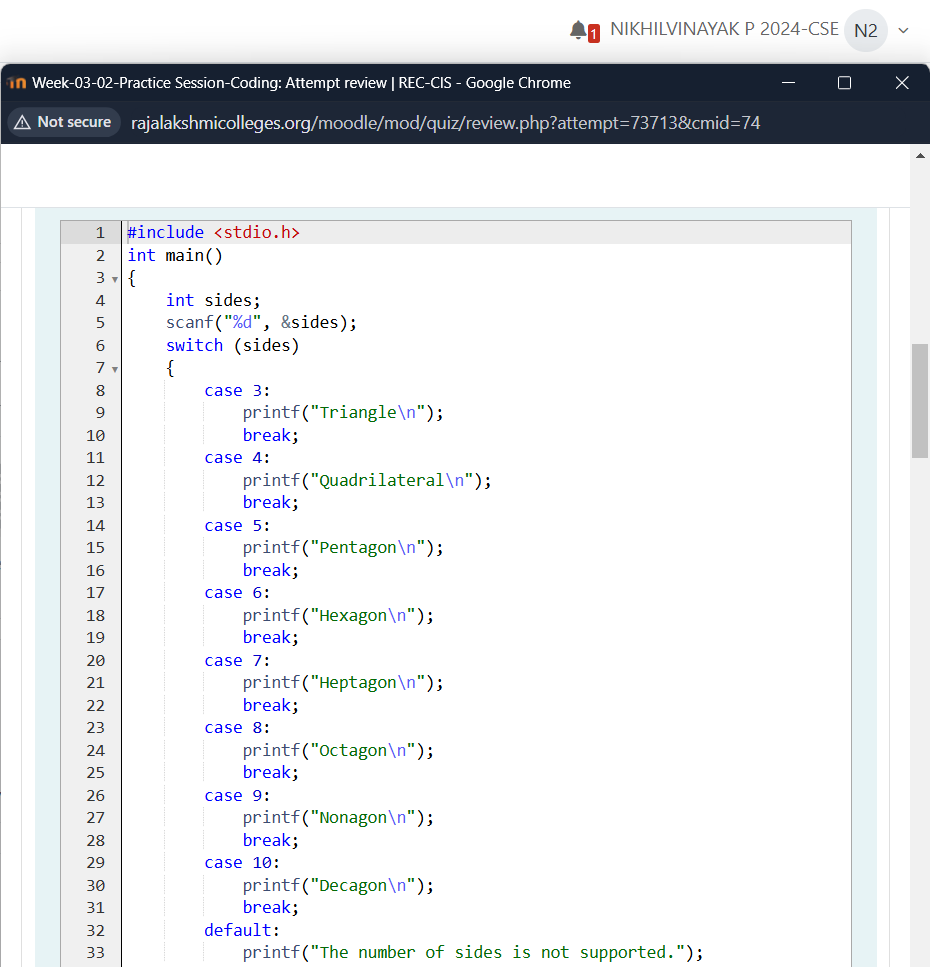 1 NIKHILVINAYAK P 2024-CSE N2
Week-03-02-Practice Session-Coding: Attempt review | REC-CIS - Google Chrome
Not secure rajalakshmicolleges.org/moodle/mod/quiz/review.php?attempt=73713&cmid=74
1 #include <stdio.h>
2 int main()
3 {
4     int sides;
5     scanf("%d", &sides);
6     switch (sides)
7     {
8         case 3:
9             printf("Triangle\n");
10             break;
11         case 4:
12             printf("Quadrilateral\n");
13             break;
14         case 5:
15             printf("Pentagon\n");
16             break;
17         case 6:
18             printf("Hexagon\n");
19             break;
20         case 7:
21             printf("Heptagon\n");
22             break;
23         case 8:
24             printf("Octagon\n");
25             break;
26         case 9:
27             printf("Nonagon\n");
28             break;
29         case 10:
30             printf("Decagon\n");
31             break;
32         default:
33             printf("The number of sides is not supported.");